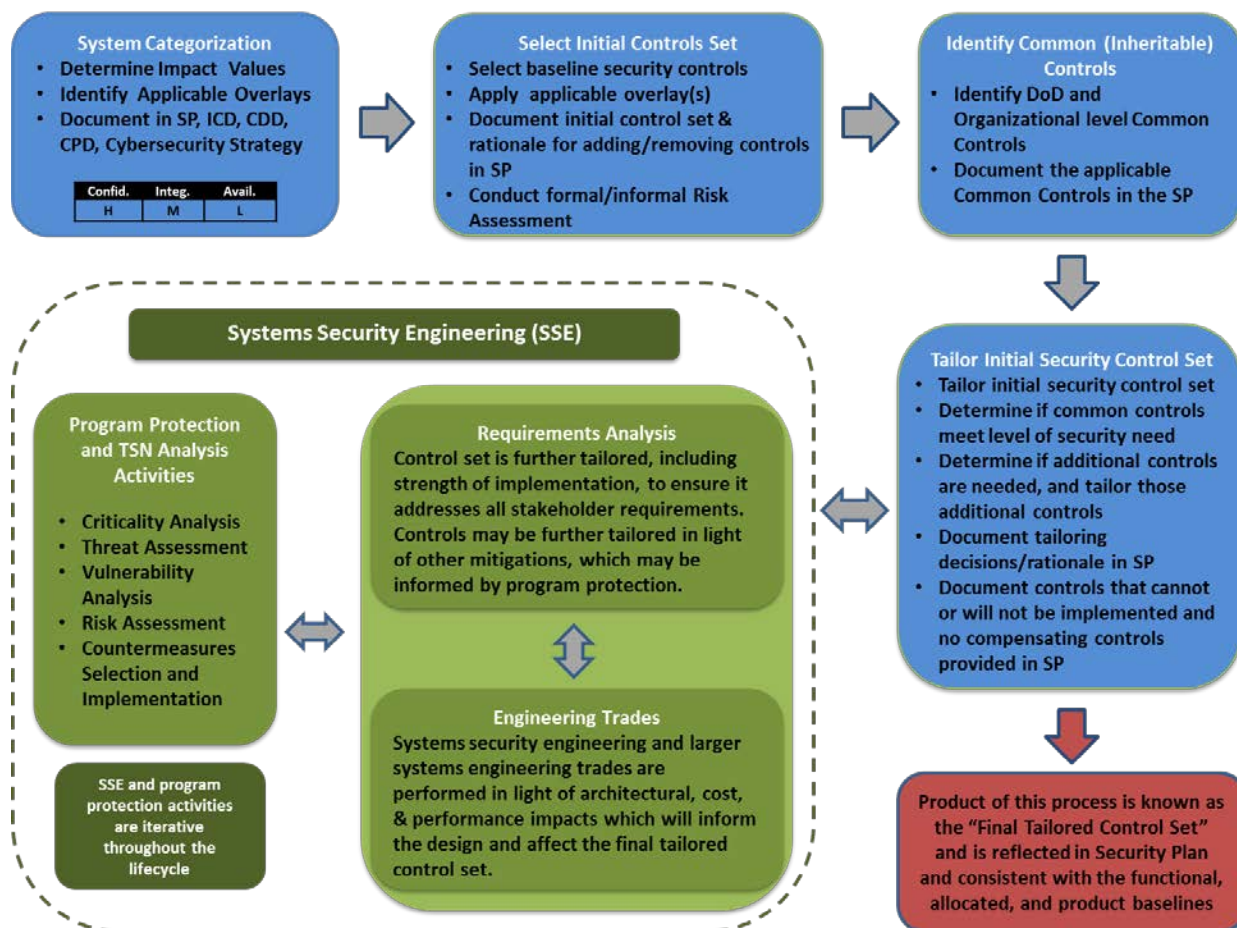 System Categorization
• Determine Impact Values
• Identify Applicable Overlays
• Document in SP, ICD, CDD,
CPD, Cybersecurity Strategy
Confid. Integ. Avail.
H M L
Select Initial Controls Set
• Select baseline security controls
• Apply applicable overlay(s)
• Document initial control set &
rationale for adding/removing controls
in SP
• Conduct formal/informal Risk
Assessment
Identify Common (Inheritable)
Controls
• Identify DoD and
Organizational level Common
Controls
• Document the applicable
Common Controls in the SP
Systems Security Engineering (SSE)
Program Protection
and TSN Analysis
Activities
• Criticality Analysis
• Threat Assessment
• Vulnerability
Analysis
• Risk Assessment
• Countermeasures
Selection and
Implementation
SSE and program
protection activities
are iterative
throughout the
lifecycle
Requirements Analysis
Control set is further tailored, including
strength of implementation, to ensure it
addresses all stakeholder requirements.
Controls may be further tailored in light
of other mitigations, which may be
informed by program protection.
Engineering Trades
Systems security engineering and larger
systems engineering trades are
performed in light of architectural, cost,
& performance impacts which will inform
the design and affect the final tailored
control set.
Tailor Initial Security Control Set
• Tailor initial security control set
• Determine if common controls
meet level of security need
• Determine if additional controls
are needed, and tailor those
additional controls
• Document tailoring
decisions/rationale in SP
• Document controls that cannot
or will not be implemented and
no compensating controls
provided in SP
Product of this process is known as
the “Final Tailored Control Set”
and is reflected in Security Plan
and consistent with the functional,
allocated, and product baselines